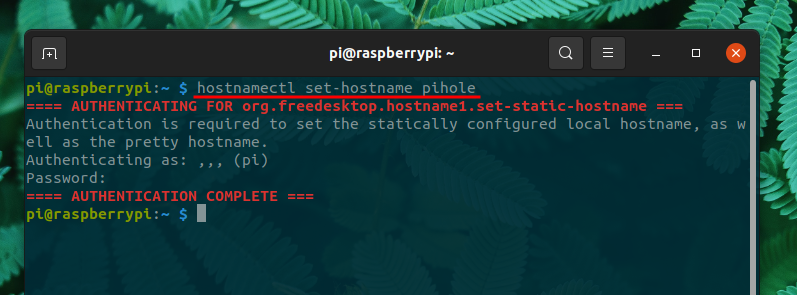 pi@raspberrypi: ~
pi@raspberrypi:~ $ hostnamectl set-hostname pihole
==== AUTHENTICATING FOR org.freedesktop.hostname1.set-static-hostname ===
Authentication is required to set the statically configured local hostname, as w
ell as the pretty hostname.
Authenticating as: ,,, (pi)
Password:
==== AUTHENTICATION COMPLETE ===
pi@raspberrypi:~ $